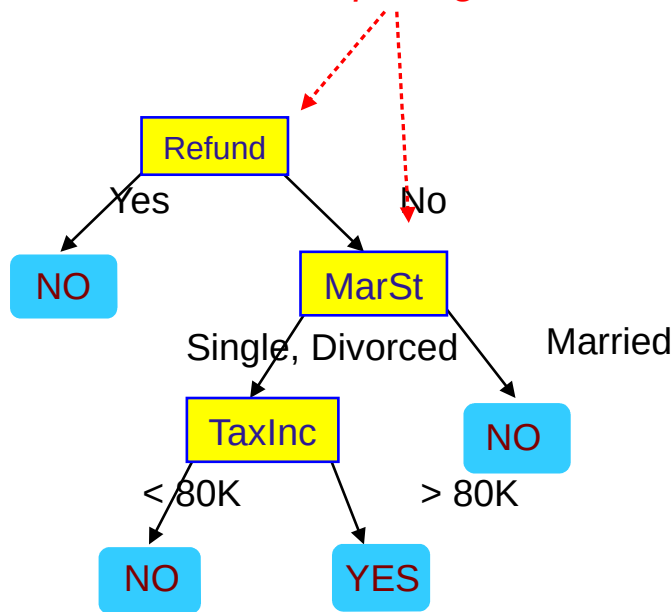 Refund
Yes
No
NO
MarSt
Single, Divorced
Married
TaxInc
NO
< 80K
> 80K
NO
YES